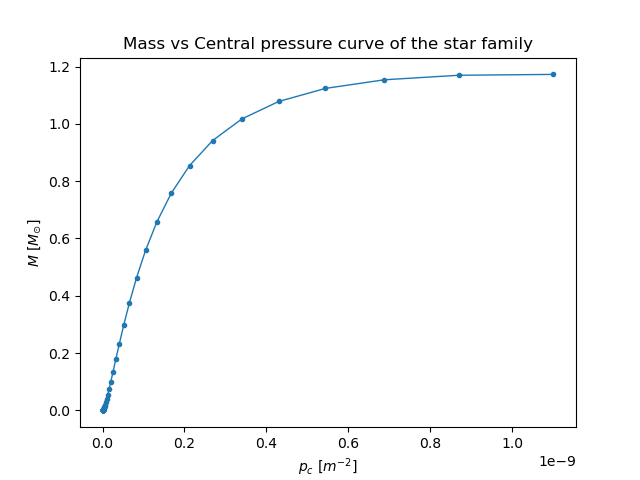 Mass vs Central pressure curve of the star family
1.2
1.0
0.8
0.6
0.4
0.2
0.0
M [M☉]
0.0 0.2 0.4 0.6 0.8 1.0
1e−9
p_c [m^{−2}]